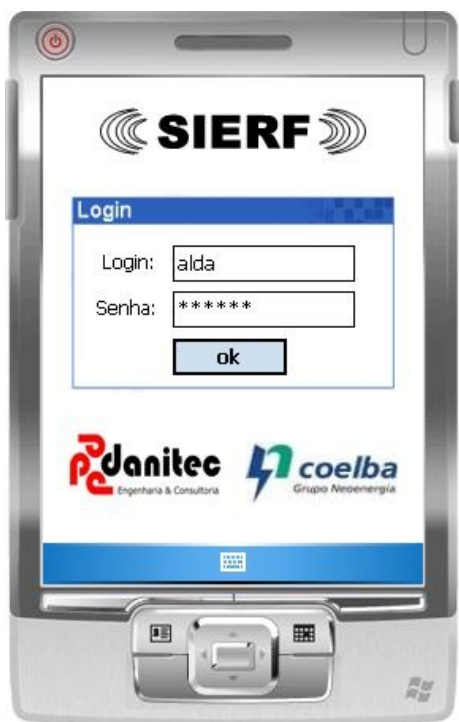 SIERF
Login
Login: alda
Senha: ******
ok
danitec
Engenharia & Consultoria
coelba
Grupo Neoenergia